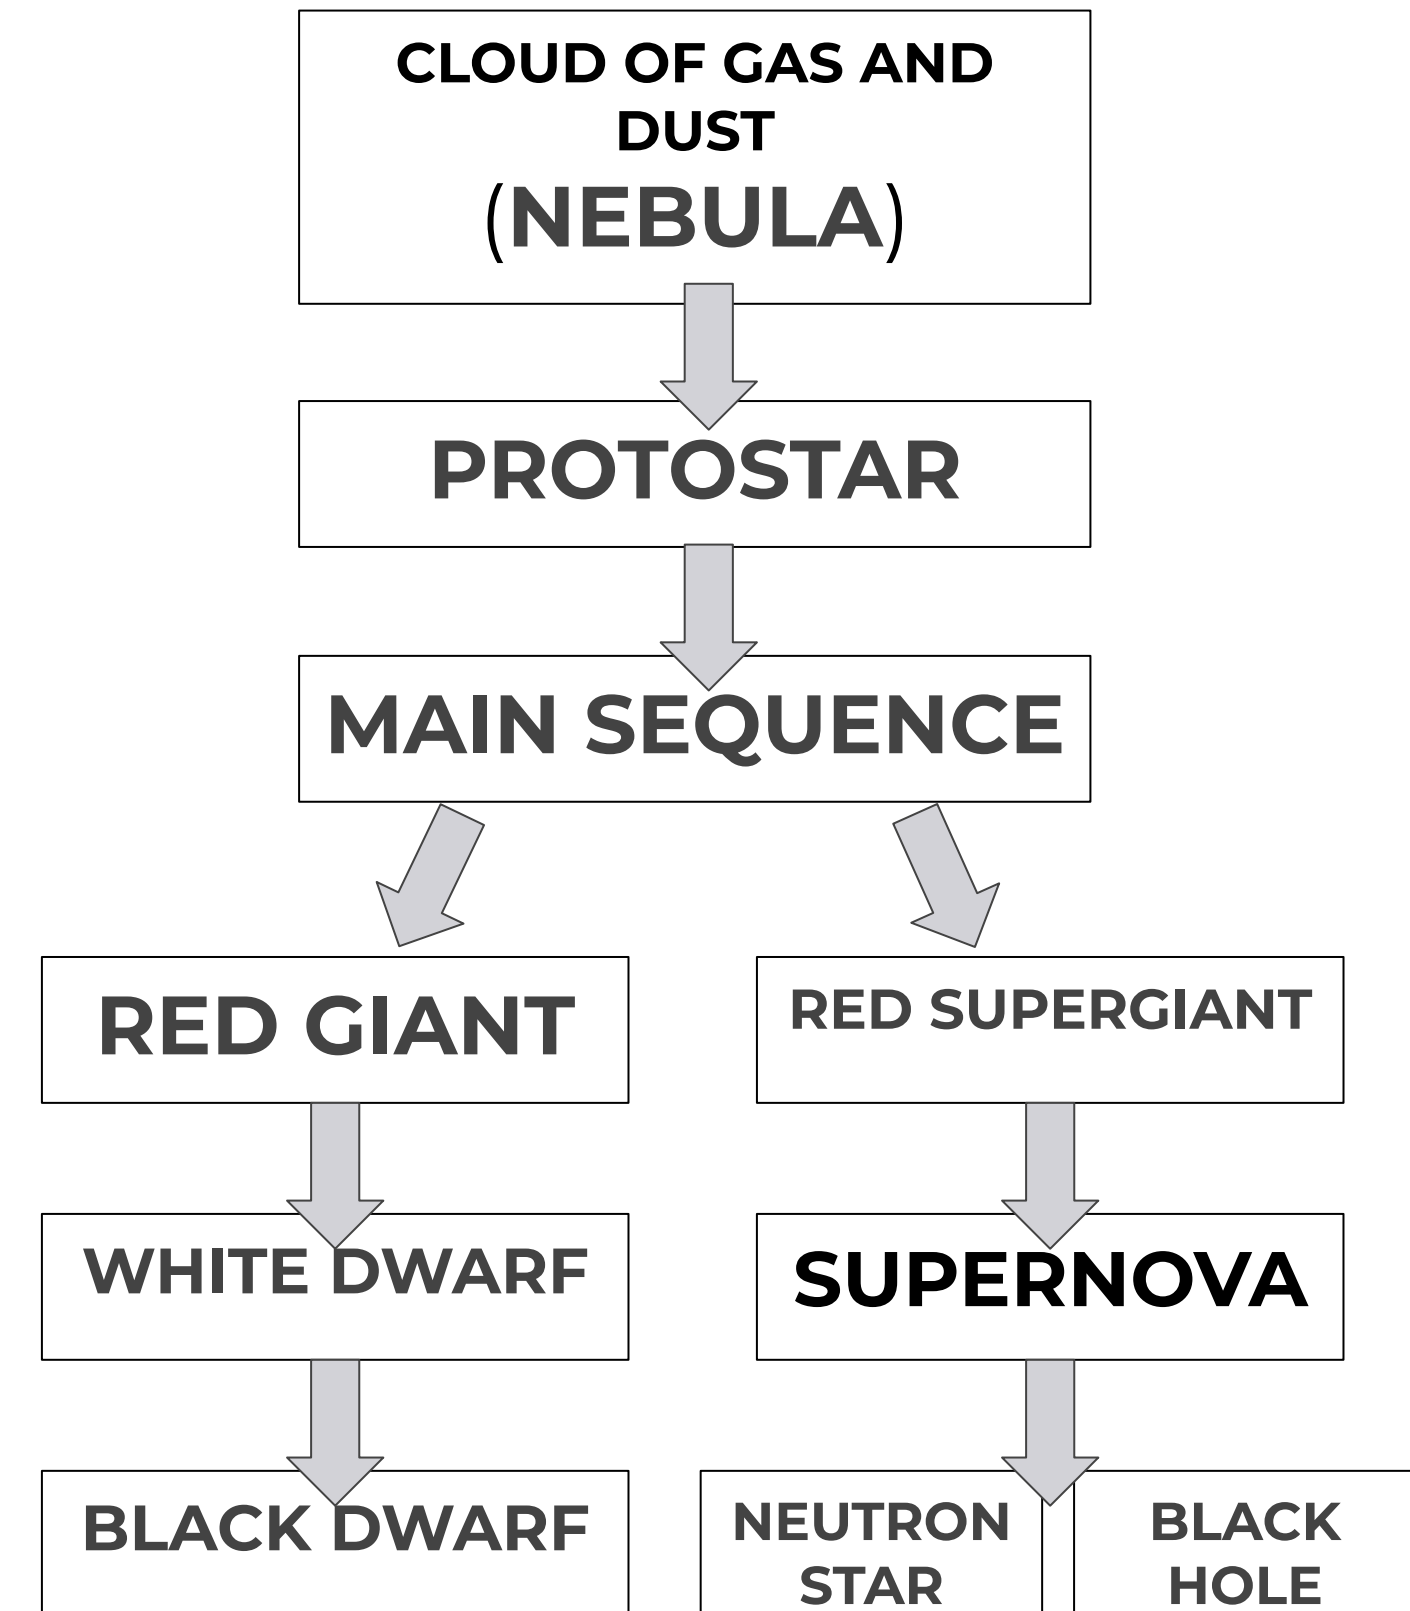 CLOUD OF GAS AND
DUST
(NEBULA)
PROTOSTAR
MAIN SEQUENCE
RED GIANT
RED SUPERGIANT
WHITE DWARF
SUPERNOVA
BLACK DWARF
NEUTRON
STAR
BLACK
HOLE